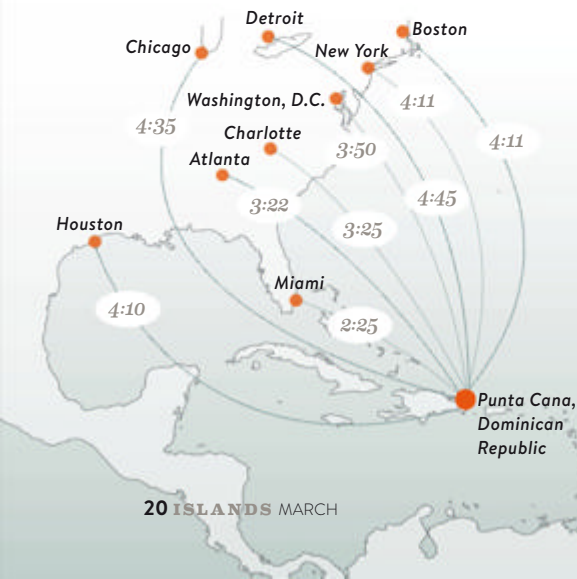 Detroit
Boston
Chicago
New York
Washington, D.C.
4:11
4:35
Charlotte
4:11
3:50
Atlanta
4:45
3:22
3:25
Houston
Miami
4:10
2:25
Punta Cana,
Dominican
Republic
20 ISLANDS MARCH